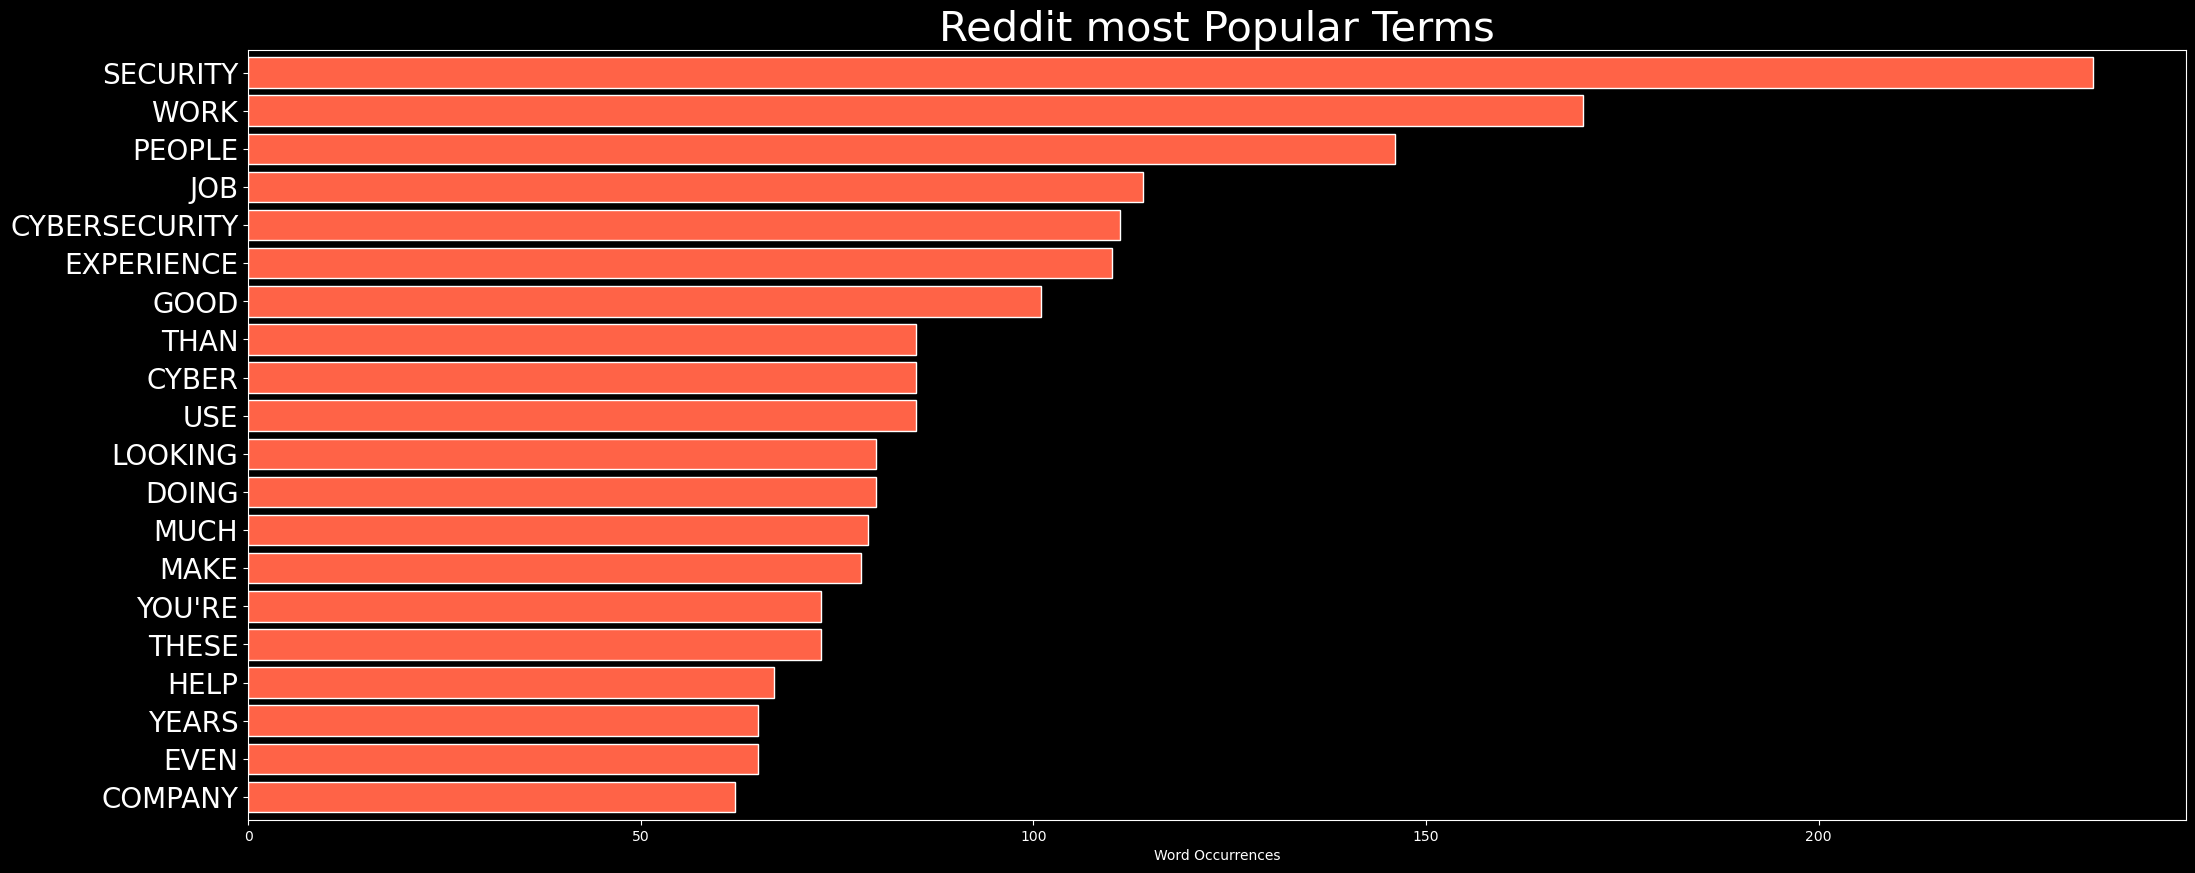 Reddit most Popular Terms
SECURITY
WORK
PEOPLE
JOB
CYBERSECURITY
EXPERIENCE
GOOD
THAN
CYBER
USE
LOOKING
DOING
MUCH
MAKE
YOU'RE
THESE
HELP
YEARS
EVEN
COMPANY
0 50 100 150 200
Word Occurrences